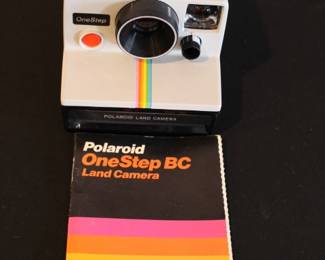 OneStep
POLAROID LAND CAMERA
Polaroid
OneStep BC
Land Camera